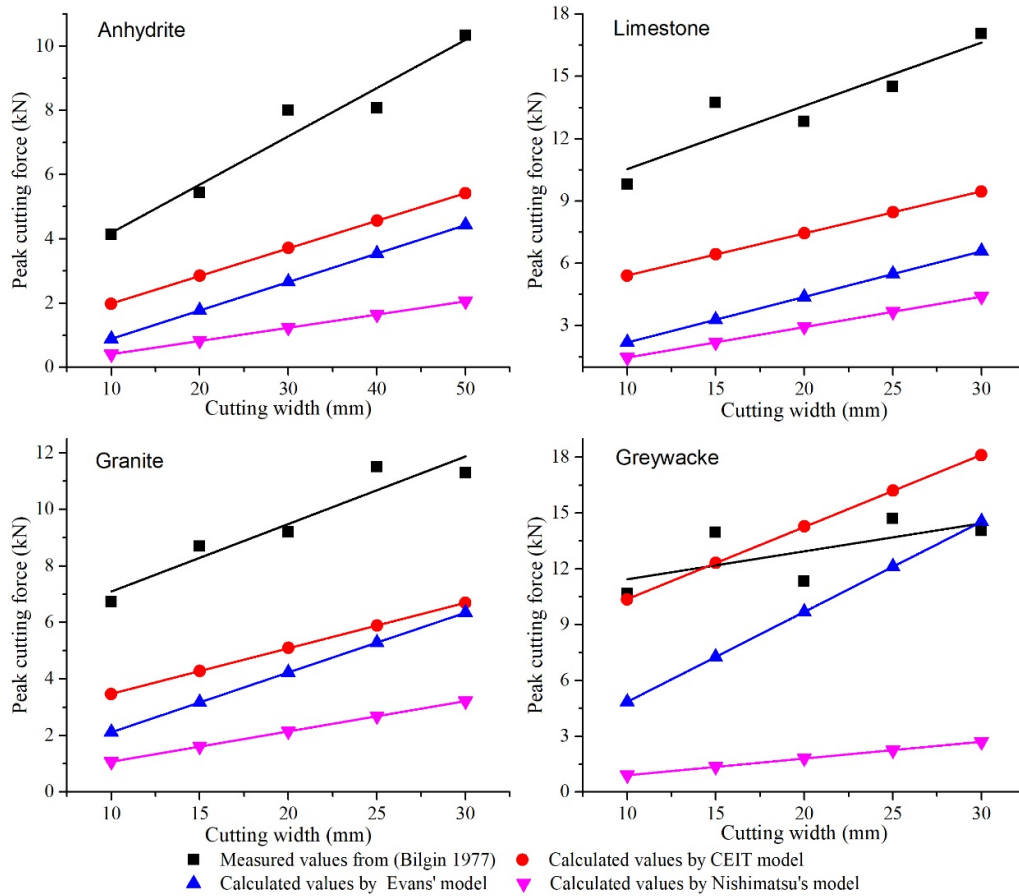 Anhydrite
Peak cutting force (kN)
10
8
6
4
2
0
10 20 30 40 50
Cutting width (mm)
Limestone
Peak cutting force (kN)
18
15
12
9
6
3
10 15 20 25 30
Cutting width (mm)
Granite
Peak cutting force (kN)
12
10
8
6
4
2
0
10 15 20 25 30
Cutting width (mm)
Greywacke
Peak cutting force (kN)
18
15
12
9
6
3
0
10 15 20 25 30
Cutting width (mm)
Measured values from (Bilgin 1977)
Calculated values by CEIT model
Calculated values by Evans' model
Calculated values by Nishimatsu's model